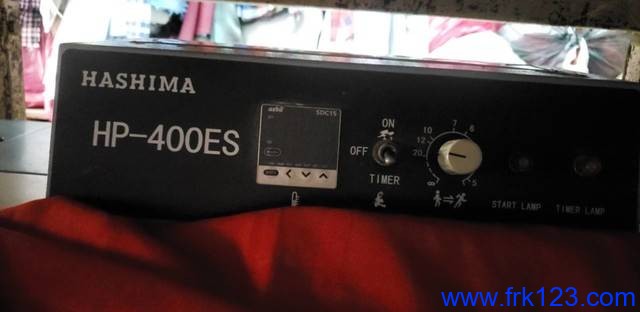 HASHIMA
HP-400ES
azbil SDC15
ON
OFF
TIMER
7 6
10
12
20
∞ 5
START LAMP
TIMER LAMP
www.frk123.com